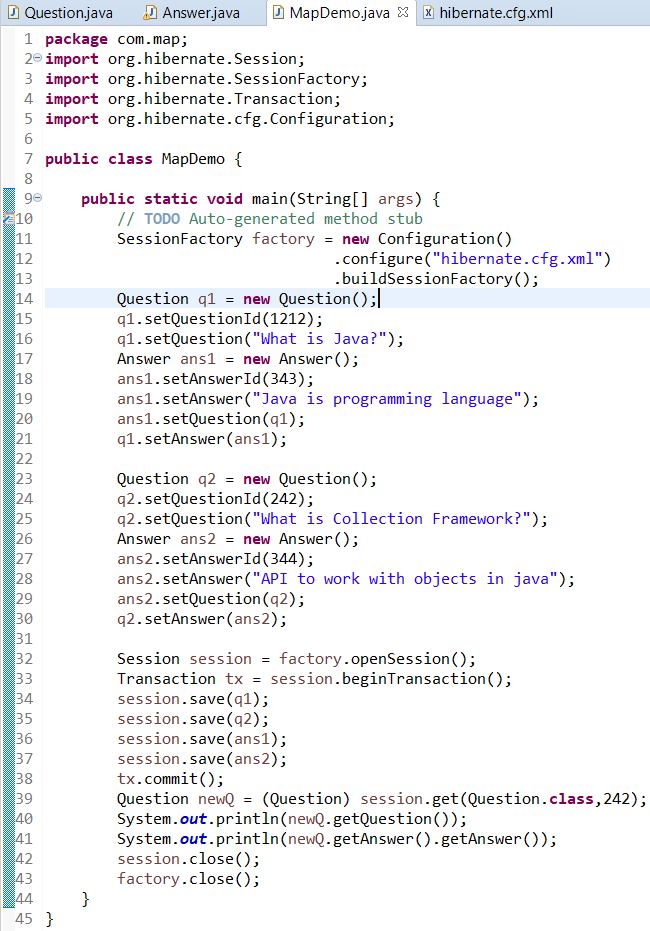 Question.java Answer.java MapDemo.java hibernate.cfg.xml
1 package com.map;
2 import org.hibernate.Session;
3 import org.hibernate.SessionFactory;
4 import org.hibernate.Transaction;
5 import org.hibernate.cfg.Configuration;
6
7 public class MapDemo {
8
9     public static void main(String[] args) {
10         // TODO Auto-generated method stub
11         SessionFactory factory = new Configuration()
12                                 .configure("hibernate.cfg.xml")
13                                 .buildSessionFactory();
14         Question q1 = new Question();
15         q1.setQuestionId(1212);
16         q1.setQuestion("What is Java?");
17         Answer ans1 = new Answer();
18         ans1.setAnswerId(343);
19         ans1.setAnswer("Java is programming language");
20         ans1.setQuestion(q1);
21         q1.setAnswer(ans1);
22
23         Question q2 = new Question();
24         q2.setQuestionId(242);
25         q2.setQuestion("What is Collection Framework?");
26         Answer ans2 = new Answer();
27         ans2.setAnswerId(344);
28         ans2.setAnswer("API to work with objects in java");
29         ans2.setQuestion(q2);
30         q2.setAnswer(ans2);
31
32         Session session = factory.openSession();
33         Transaction tx = session.beginTransaction();
34         session.save(q1);
35         session.save(q2);
36         session.save(ans1);
37         session.save(ans2);
38         tx.commit();
39         Question newQ = (Question) session.get(Question.class,242);
40         System.out.println(newQ.getQuestion());
41         System.out.println(newQ.getAnswer().getAnswer());
42         session.close();
43         factory.close();
44     }
45 }